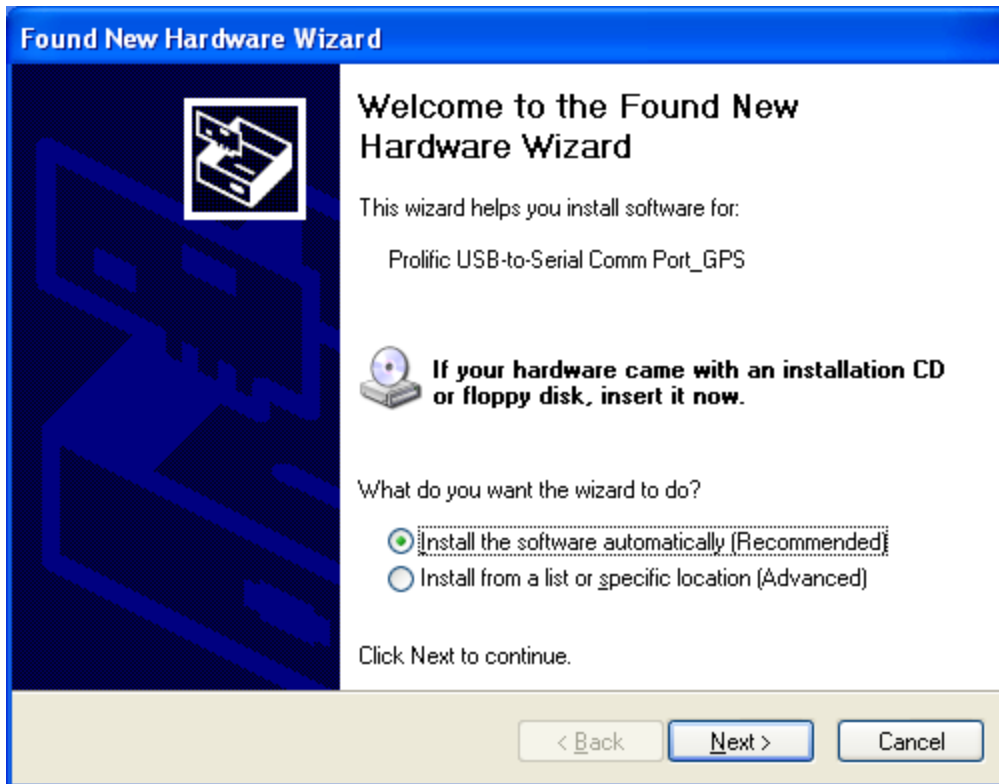 Found New Hardware Wizard
Welcome to the Found New
Hardware Wizard
This wizard helps you install software for:
Prolific USB-to-Serial Comm Port_GPS
If your hardware came with an installation CD
or floppy disk, insert it now.
What do you want the wizard to do?
Install the software automatically (Recommended)
Install from a list or specific location (Advanced)
Click Next to continue.
< Back Next > Cancel